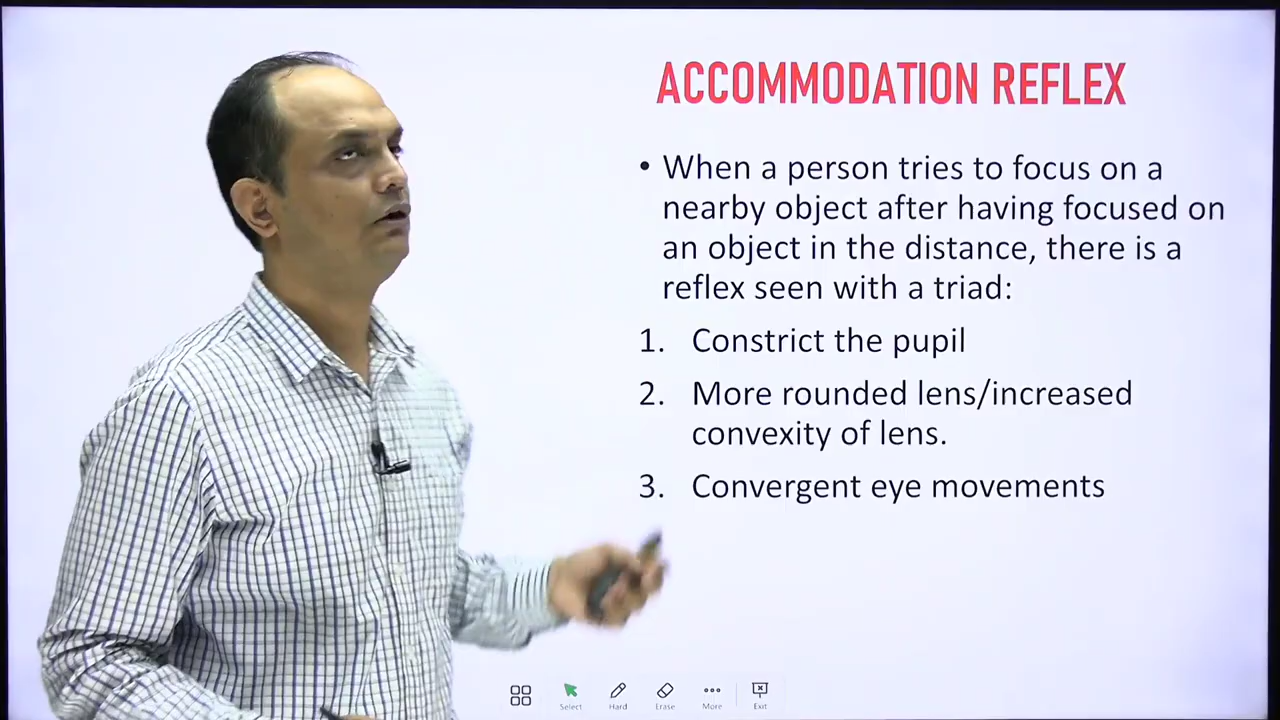 ACCOMMODATION REFLEX
• When a person tries to focus on a
nearby object after having focused on
an object in the distance, there is a
reflex seen with a triad:
1. Constrict the pupil
2. More rounded lens/increased
convexity of lens.
3. Convergent eye movements
Select Hard Erase More Exit